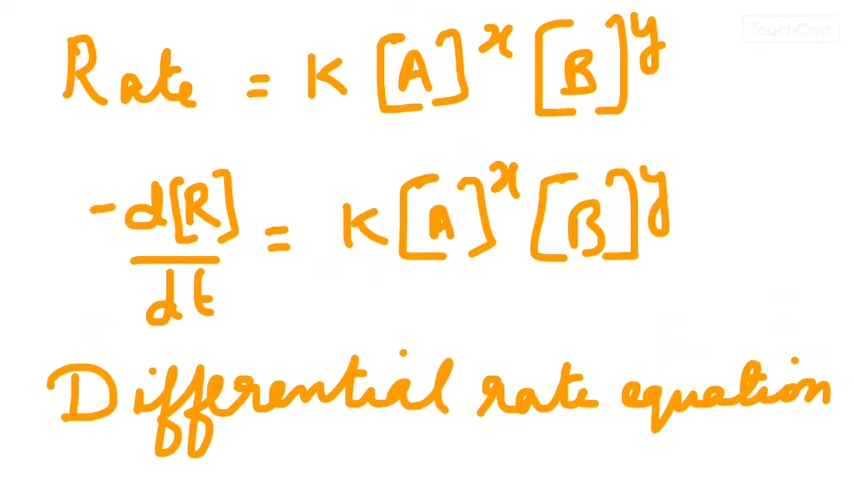 TouchCast
Rate = K[A]^x [B]^y
-d[R]/dt = K[A]^x [B]^y
Differential rate equation